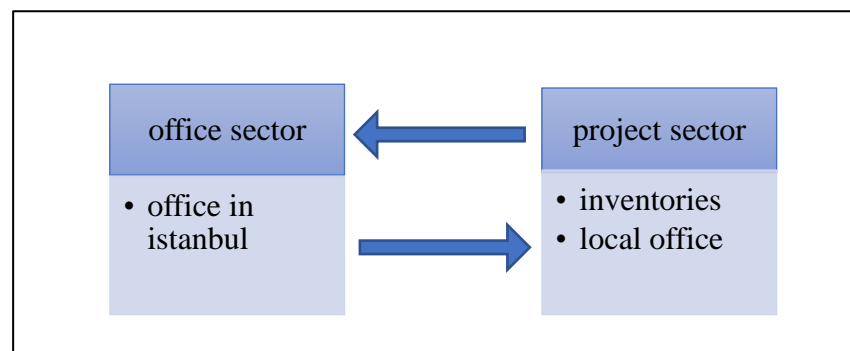 office sector
• office in
istanbul
project sector
• inventories
• local office